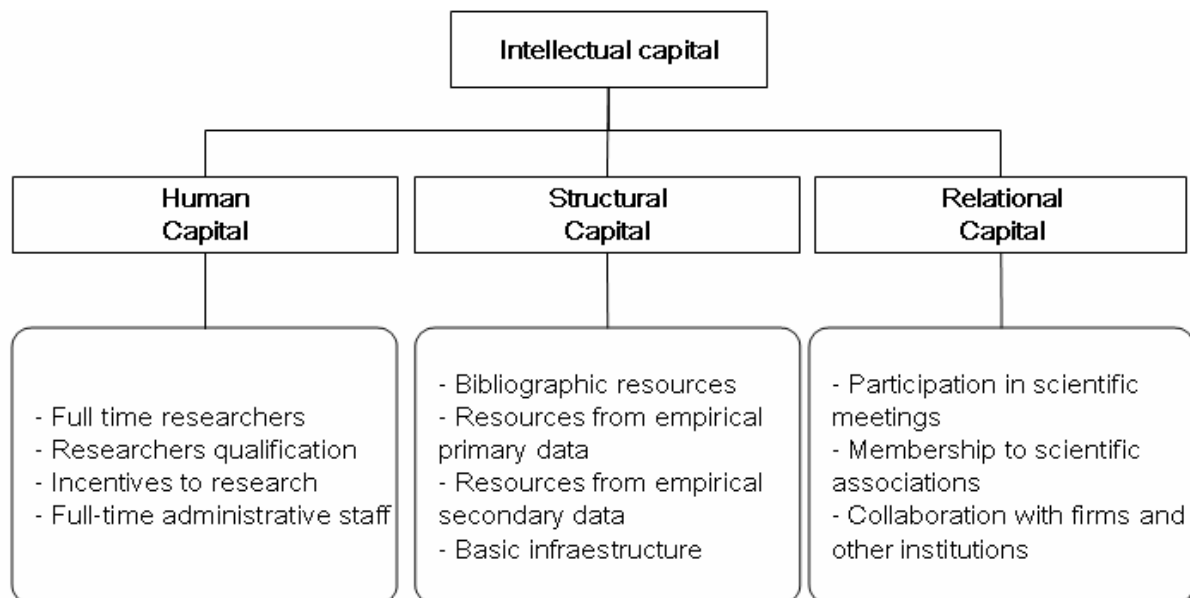 Intellectual capital
Human
Capital
Structural
Capital
Relational
Capital
- Full time researchers
- Researchers qualification
- Incentives to research
- Full-time administrative staff
- Bibliographic resources
- Resources from empirical
primary data
- Resources from empirical
secondary data
- Basic infraestructure
- Participation in scientific
meetings
- Membership to scientific
associations
- Collaboration with firms and
other institutions